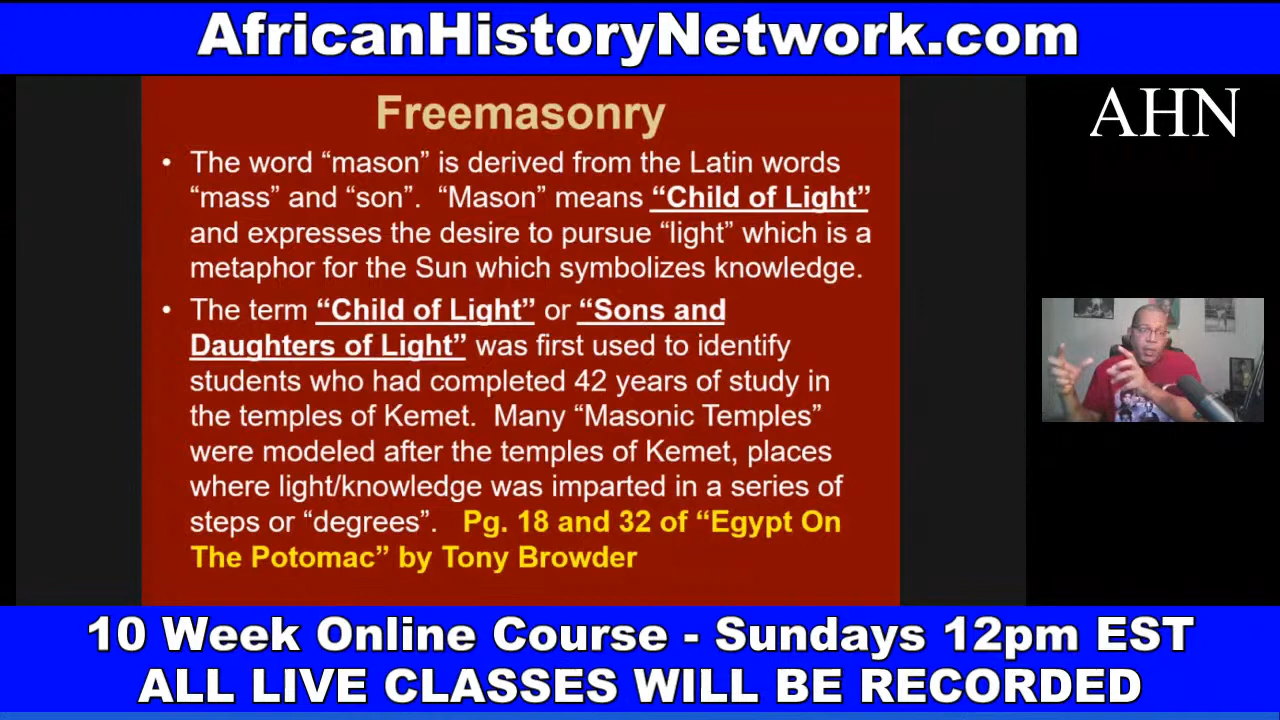 AfricanHistoryNetwork.com
AHN
Freemasonry
• The word “mason” is derived from the Latin words
“mass” and “son”. “Mason” means “Child of Light”
and expresses the desire to pursue “light” which is a
metaphor for the Sun which symbolizes knowledge.
• The term “Child of Light” or “Sons and
Daughters of Light” was first used to identify
students who had completed 42 years of study in
the temples of Kemet. Many “Masonic Temples”
were modeled after the temples of Kemet, places
where light/knowledge was imparted in a series of
steps or “degrees”. Pg. 18 and 32 of “Egypt On
The Potomac” by Tony Browder
10 Week Online Course - Sundays 12pm EST
ALL LIVE CLASSES WILL BE RECORDED